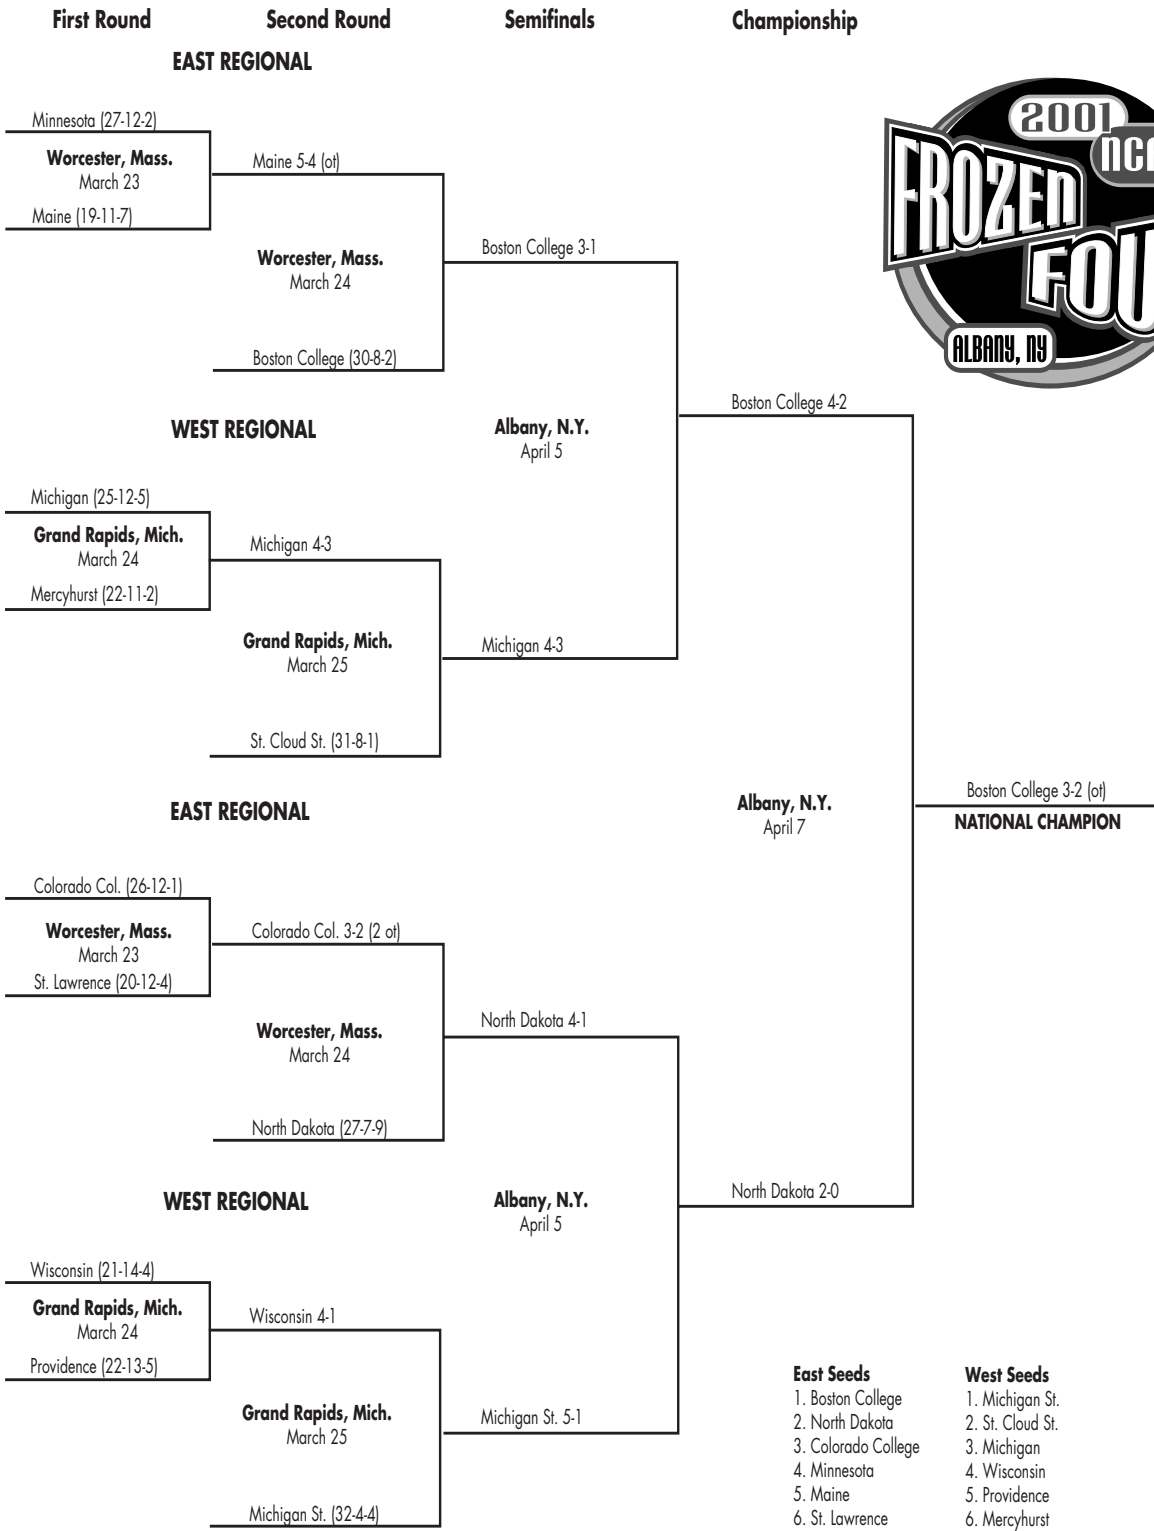 First Round
Second Round
Semifinals
Championship
EAST REGIONAL
Minnesota (27-12-2)
Worcester, Mass.
March 23
Maine (19-11-7)
Maine 5-4 (ot)
Worcester, Mass.
March 24
Boston College (30-8-2)
Boston College 3-1
2001
FROZEN
ALBANY, NY
WEST REGIONAL
Michigan (25-12-5)
Grand Rapids, Mich.
March 24
Mercyhurst (22-11-2)
Michigan 4-3
Grand Rapids, Mich.
March 25
St. Cloud St. (31-8-1)
Michigan 4-3
Albany, N.Y.
April 5
Boston College 4-2
EAST REGIONAL
Colorado Col. (26-12-1)
Worcester, Mass.
March 23
St. Lawrence (20-12-4)
Colorado Col. 3-2 (2 ot)
Worcester, Mass.
March 24
North Dakota (27-7-9)
North Dakota 4-1
Albany, N.Y.
April 7
Boston College 3-2 (ot)
NATIONAL CHAMPION
WEST REGIONAL
Wisconsin (21-14-4)
Grand Rapids, Mich.
March 24
Providence (22-13-5)
Wisconsin 4-1
Grand Rapids, Mich.
March 25
Michigan St. (32-4-4)
Michigan St. 5-1
Albany, N.Y.
April 5
North Dakota 2-0
East Seeds
1. Boston College
2. North Dakota
3. Colorado College
4. Minnesota
5. Maine
6. St. Lawrence
West Seeds
1. Michigan St.
2. St. Cloud St.
3. Michigan
4. Wisconsin
5. Providence
6. Mercyhurst